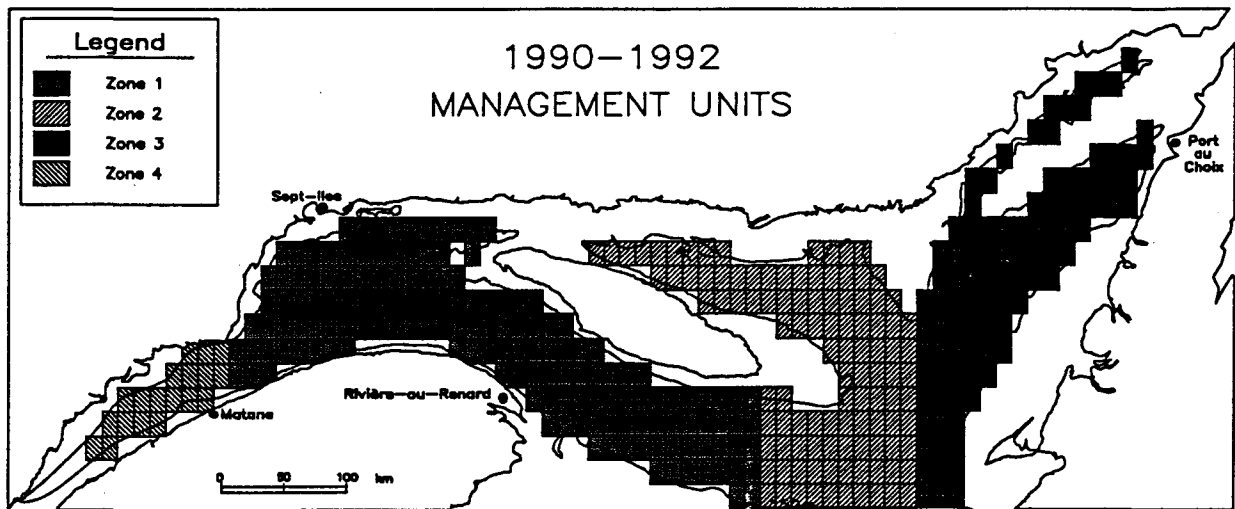 Legend
Zone 1
Zone 2
Zone 3
Zone 4
1990-1992
MANAGEMENT UNITS
Port
au
Choix
Sept-Iles
Rivière-au-Renard
Matane
0 50 100 km